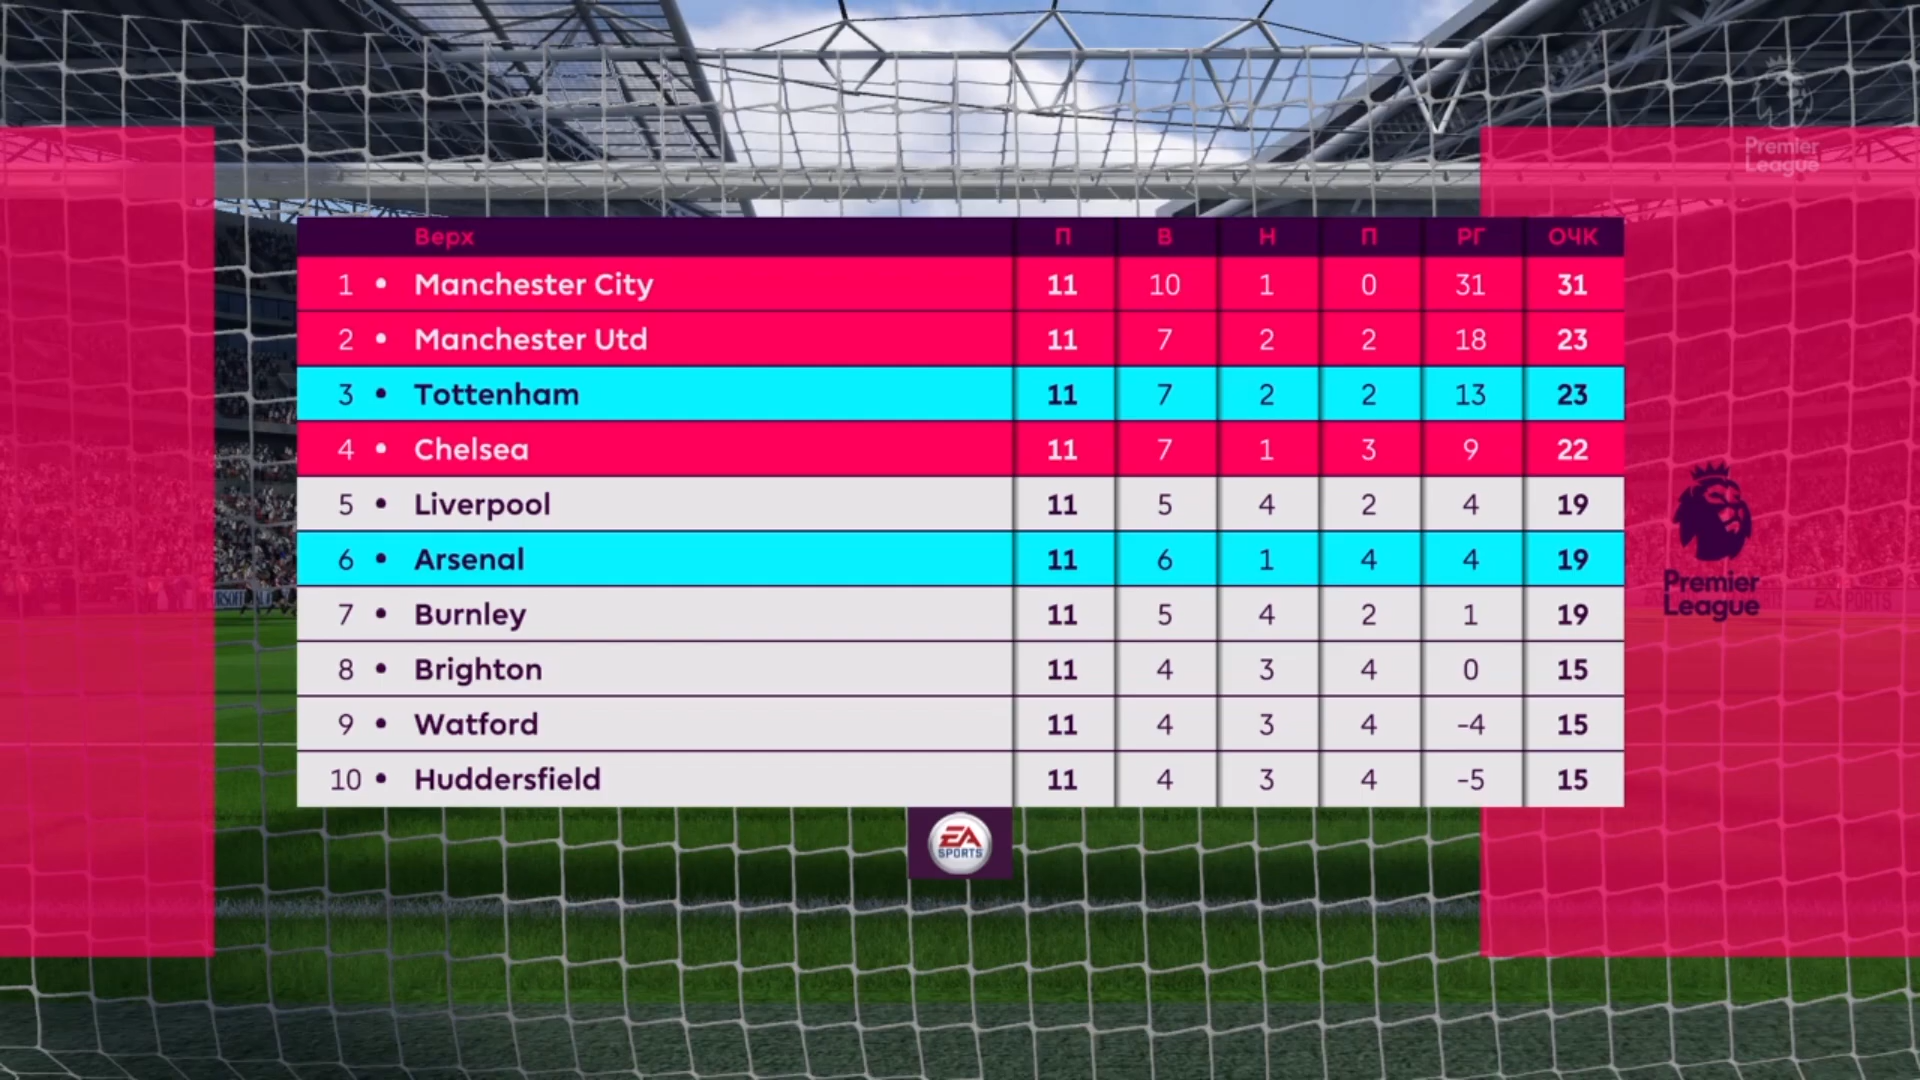 Premier
League
Верх П В Н П РГ ОЧК
1 • Manchester City 11 10 1 0 31 31
2 • Manchester Utd 11 7 2 2 18 23
3 • Tottenham 11 7 2 2 13 23
4 • Chelsea 11 7 1 3 9 22
5 • Liverpool 11 5 4 2 4 19
6 • Arsenal 11 6 1 4 4 19
7 • Burnley 11 5 4 2 1 19
8 • Brighton 11 4 3 4 0 15
9 • Watford 11 4 3 4 -4 15
10 • Huddersfield 11 4 3 4 -5 15
Premier
League
EA SPORTS
EA
SPORTS